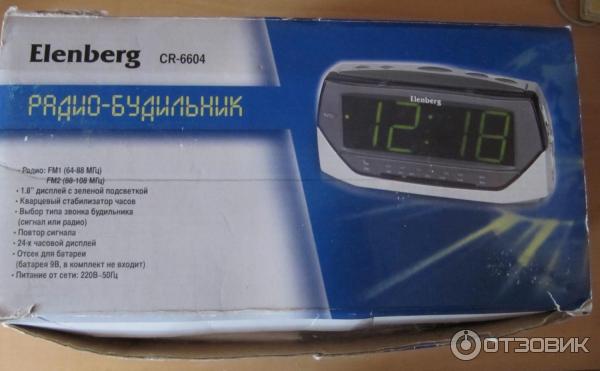 Elenberg CR-6604
РАДИО-БУДИЛЬНИК
Elenberg
12:18
- Радио: FM1 (64-88 МГц)
FM2 (88-108 МГц)
• 1.8" дисплей с зеленой подсветкой
• Кварцевый стабилизатор часов
• Выбор типа звонка будильника
(сигнал или радио)
• Повтор сигнала
• 24-х часовой дисплей
• Отсек для батареи
(батарея 9В, в комплект не входит)
• Питание от сети: 220В~50Гц
ОТЗОВИК